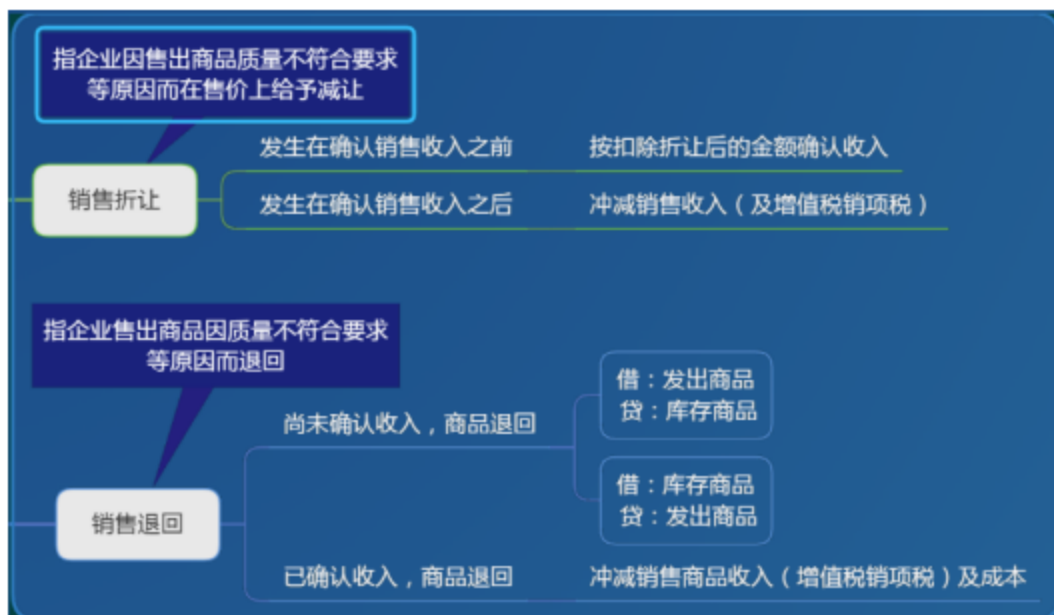 指企业因售出商品质量不符合要求
等原因而在售价上给予减让
发生在确认销售收入之前
按扣除折让后的金额确认收入
销售折让
发生在确认销售收入之后
冲减销售收入（及增值税销项税）
指企业售出商品因质量不符合要求
等原因而退回
借：发出商品
贷：库存商品
尚未确认收入，商品退回
借：库存商品
贷：发出商品
销售退回
已确认收入，商品退回
冲减销售商品收入（增值税销项税）及成本